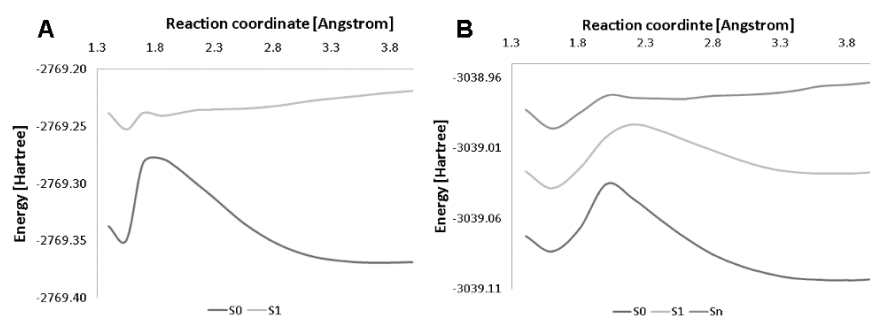 A
Reaction coordinate [Angstrom]
1.3 1.8 2.3 2.8 3.3 3.8
-2769.20
-2769.25
-2769.30
-2769.35
-2769.40
Energy [Hartree]
S0 S1
B
Reaction coordinte [Angstrom]
1.3 1.8 2.3 2.8 3.3 3.8
-3038.96
-3039.01
-3039.06
-3039.11
Energy [Hartree]
S0 S1 Sn